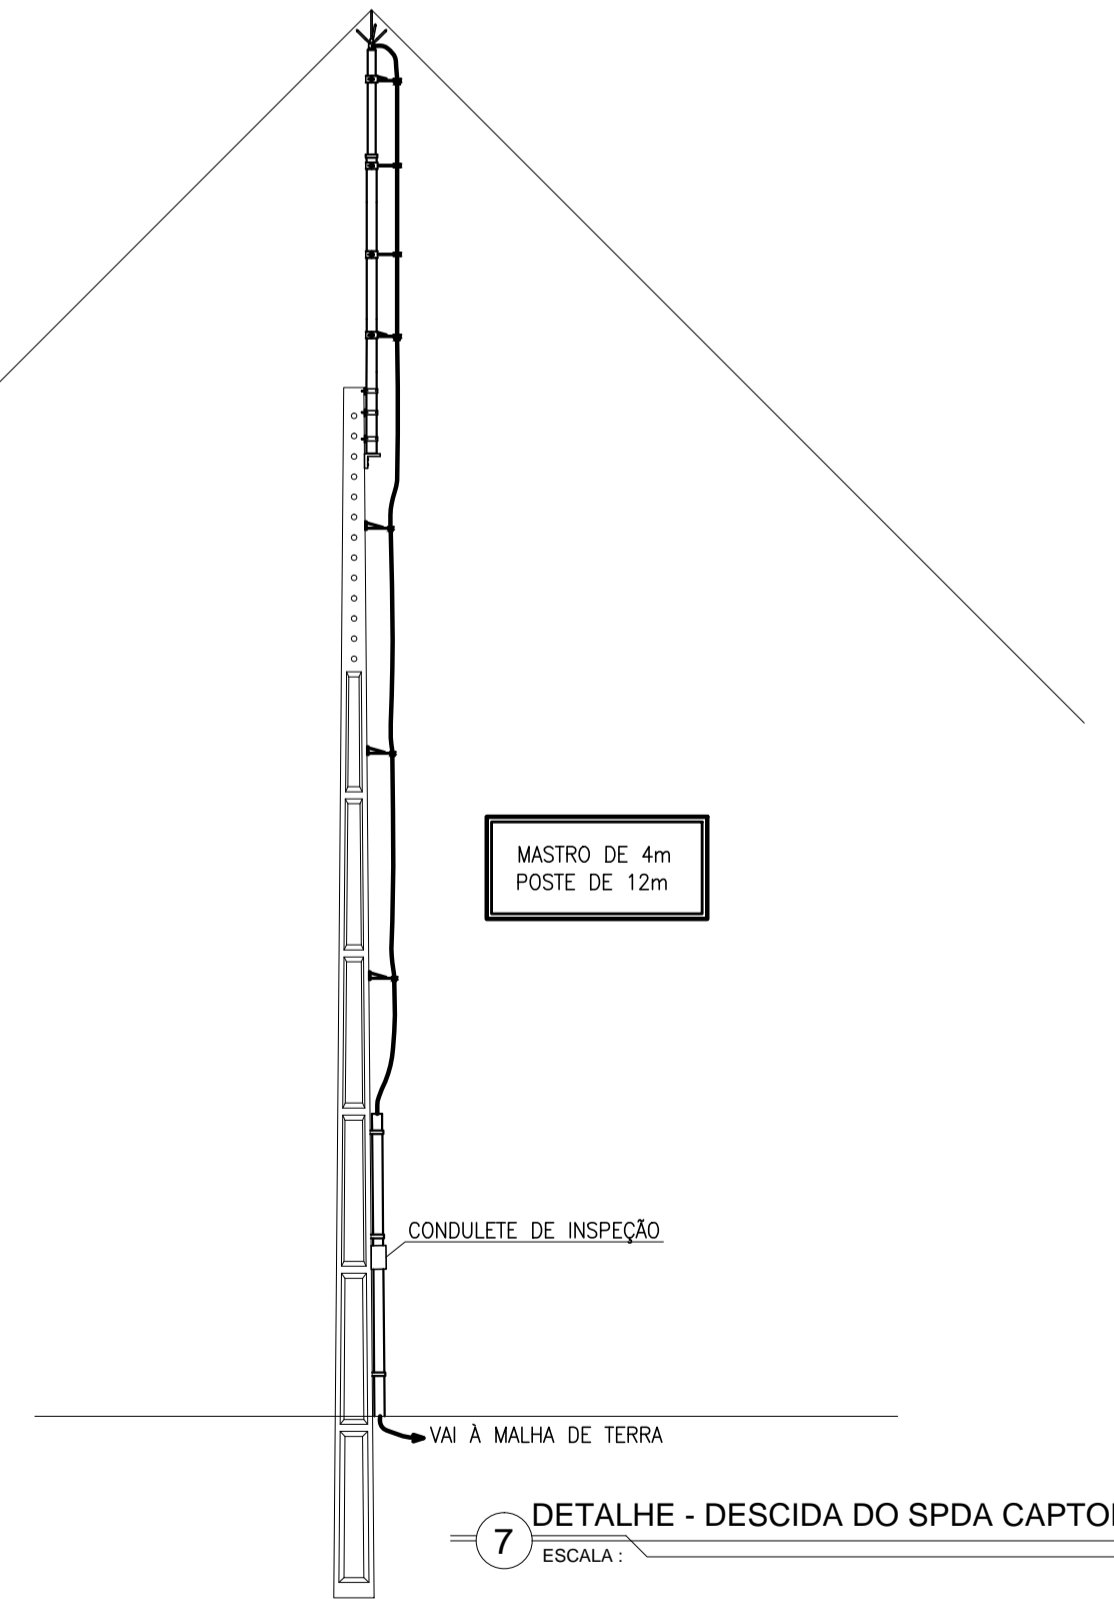 MASTRO DE 4m
POSTE DE 12m
CONDULETE DE INSPEÇÃO
VAI À MALHA DE TERRA
7
DETALHE - DESCIDA DO SPDA CAPTO
ESCALA :